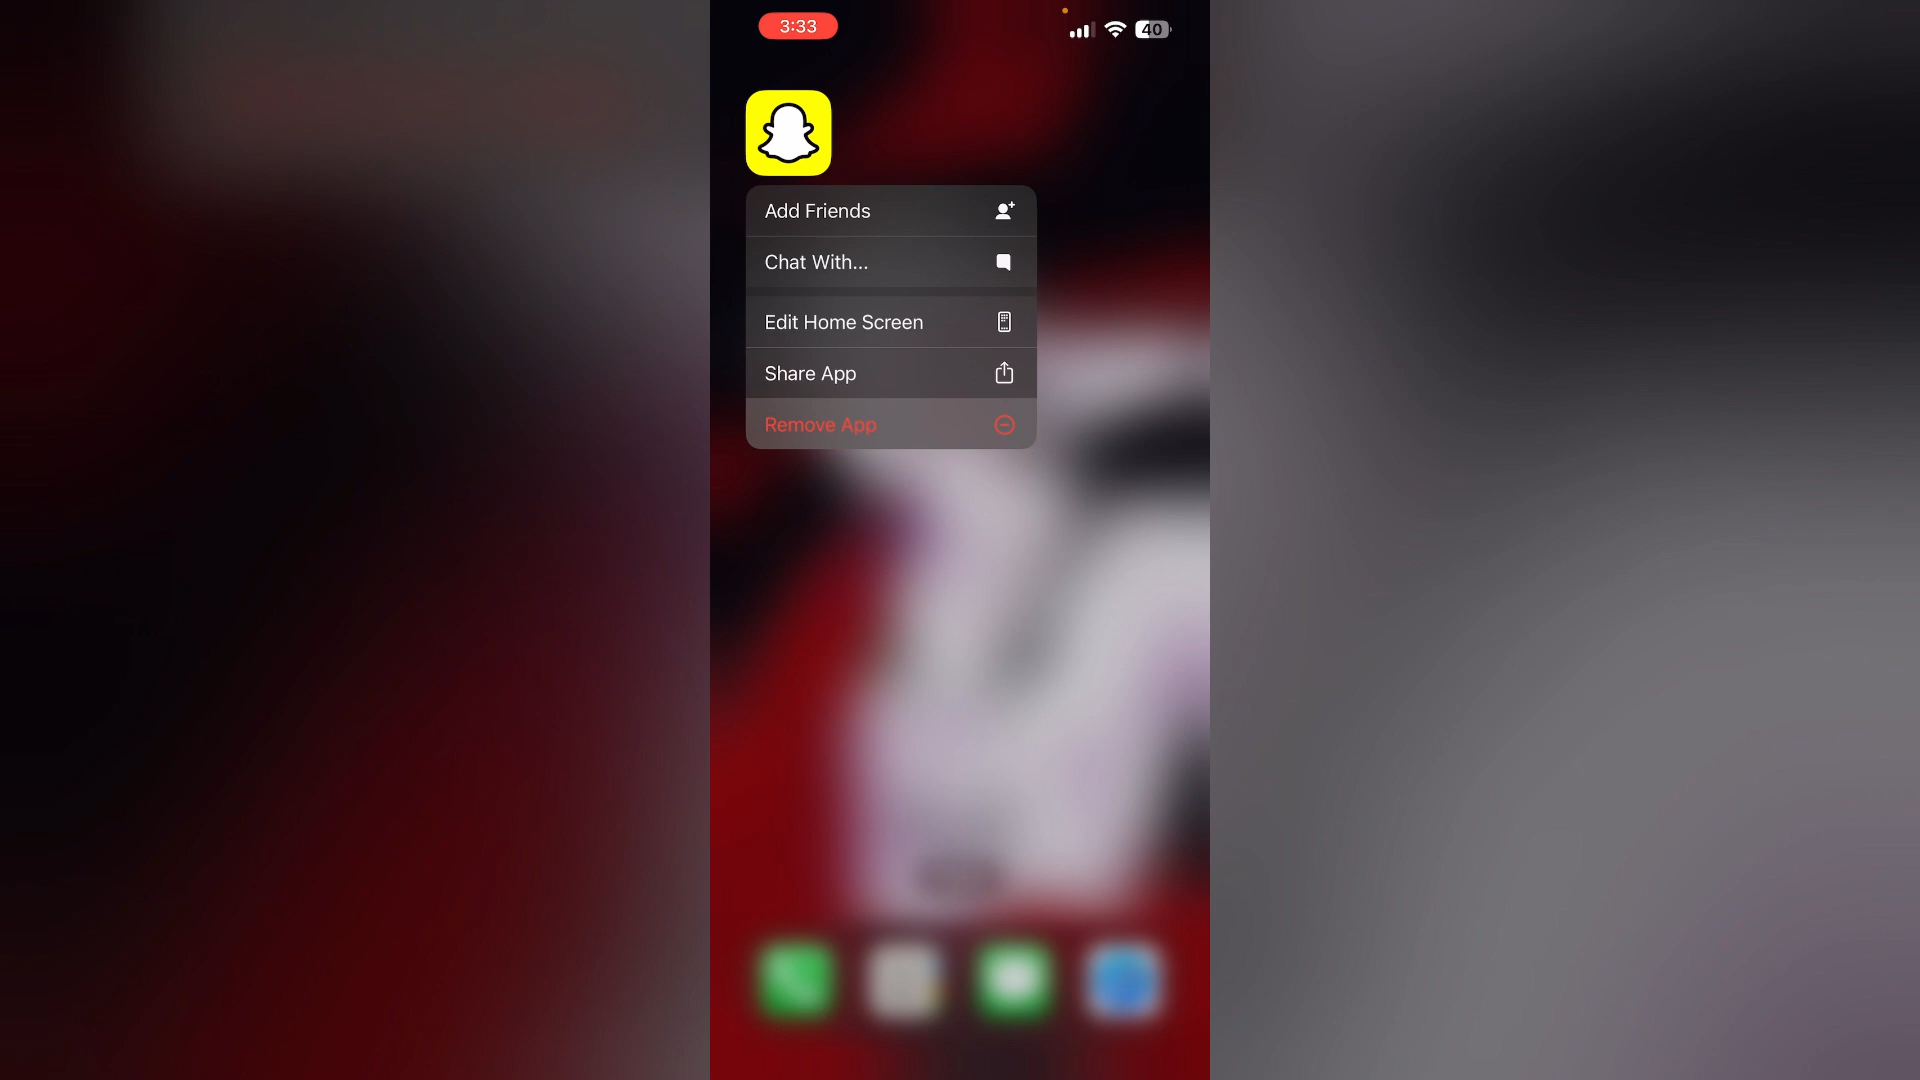 3:33
40
Add Friends
Chat With...
Edit Home Screen
Share App
Remove App